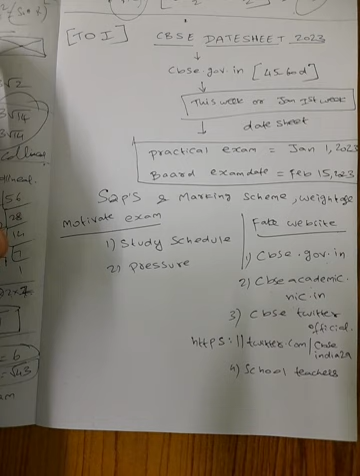 [TOI]
CBSE DATESHEET 2023
Cbse.gov.in
This week or Jan 1st week
date sheet
practical exam = Jan 1, 2023
Board exam date = Feb 15, 2023
& Marking Scheme, weightage
Motivate exam
1) Study Schedule
2) Pressure
Fake website
1) Cbse.gov.in
2) Cbse academic.
nic.in
3) Cbse twitter
official.
https://twitter.com/Cbse
india29
4) School teachers